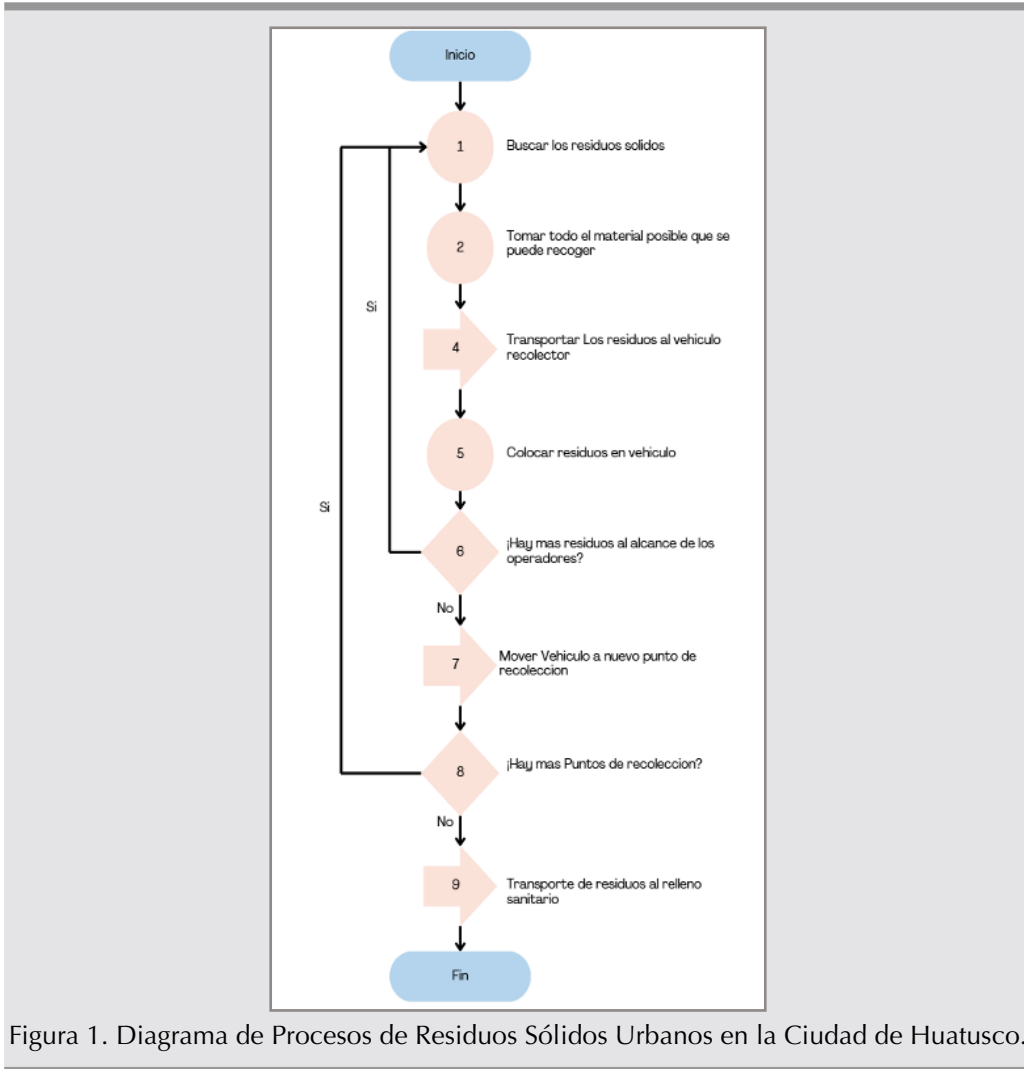 Inicio
1
Buscar los residuos solidos
2
Tomar todo el material posible que se
puede recoger
Si
4
Transportar Los residuos al vehiculo
recolector
5
Colocar residuos en vehiculo
Si
6
¡Hay mas residuos al alcance de los
operadores?
No
7
Mover Vehiculo a nuevo punto de
recoleccion
8
¡Hay mas Puntos de recoleccion?
No
9
Transporte de residuos al relleno
sanitario
Fin
Figura 1. Diagrama de Procesos de Residuos Sólidos Urbanos en la Ciudad de Huatusco.